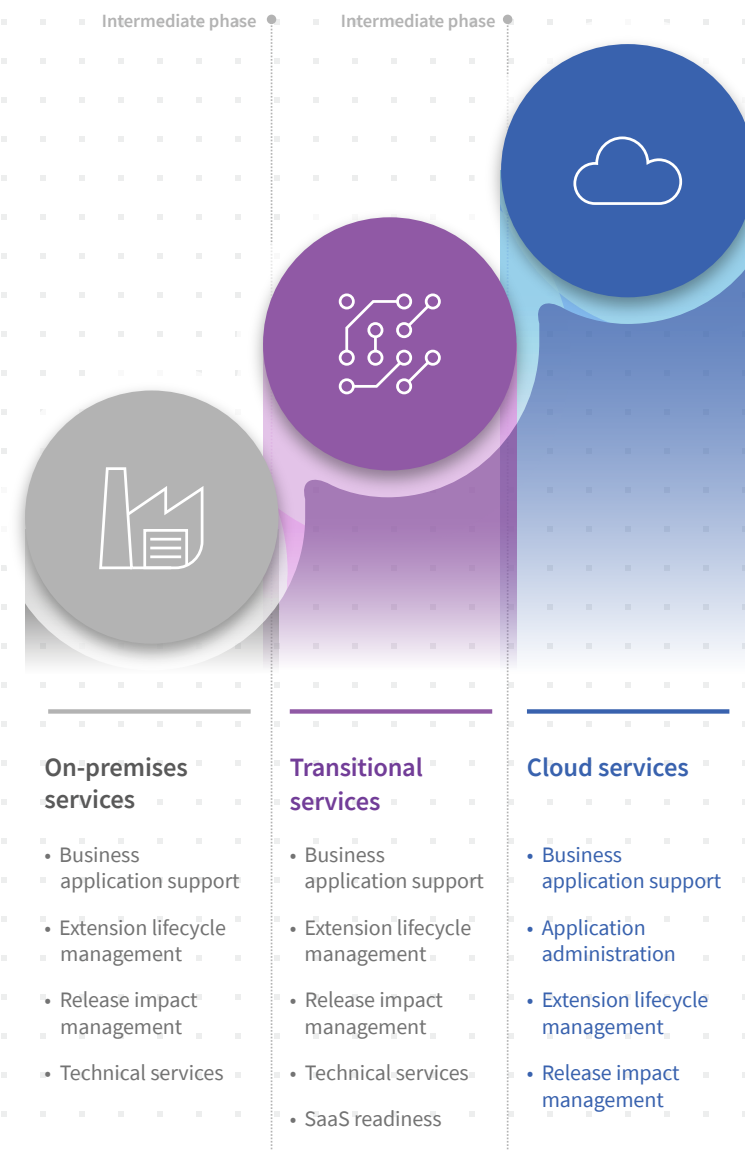 Intermediate phase
Intermediate phase
On-premises
services
• Business
application support
• Extension lifecycle
management
• Release impact
management
• Technical services
Transitional
services
• Business
application support
• Extension lifecycle
management
• Release impact
management
• Technical services
• SaaS readiness
Cloud services
• Business
application support
• Application
administration
• Extension lifecycle
management
• Release impact
management